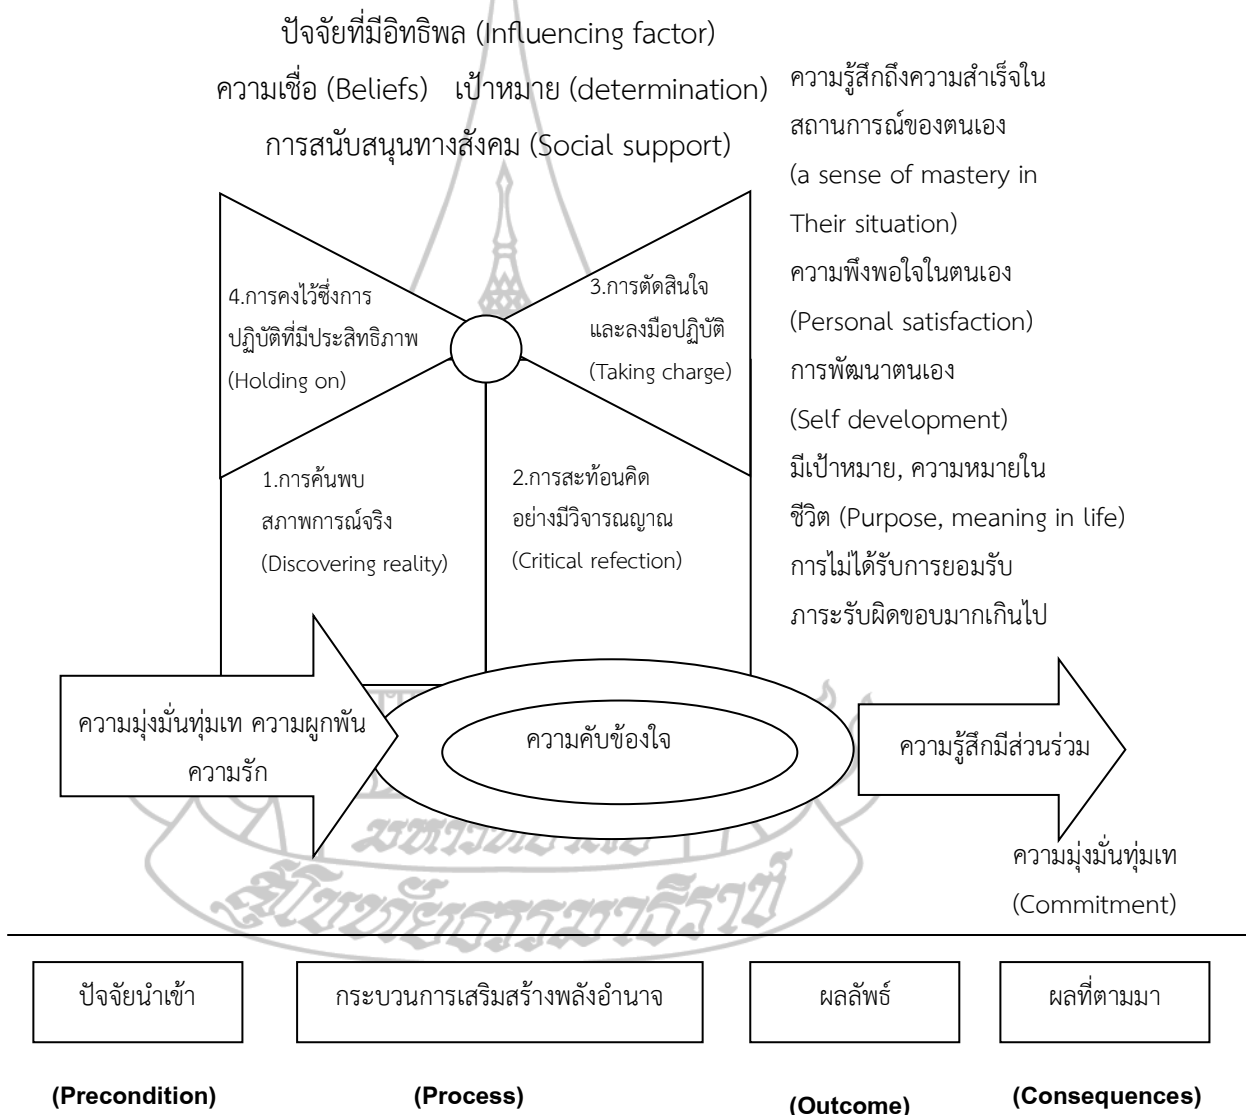 ปัจจัยที่มีอิทธิพล (Influencing factor)
ความเชื่อ (Beliefs) เป้าหมาย (determination)
การสนับสนุนทางสังคม (Social support)
ความรู้สึกถึงความสำเร็จใน
สถานการณ์ของตนเอง
(a sense of mastery in
Their situation)
ความพึงพอใจในตนเอง
(Personal satisfaction)
การพัฒนาตนเอง
(Self development)
มีเป้าหมาย, ความหมายใน
ชีวิต (Purpose, meaning in life)
การไม่ได้รับการยอมรับ
ภาระรับผิดขอบมากเกินไป
4.การคงไว้ซึ่งการ
ปฏิบัติที่มีประสิทธิภาพ
(Holding on)
3.การตัดสินใจ
และลงมือปฏิบัติ
(Taking charge)
1.การค้นพบ
สภาพการณ์จริง
(Discovering reality)
2.การสะท้อนคิด
อย่างมีวิจารณญาณ
(Critical refection)
ความมุ่งมั่นทุ่มเท ความผูกพัน
ความรัก
ความคับข้องใจ
ความรู้สึกมีส่วนร่วม
ความมุ่งมั่นทุ่มเท
(Commitment)
สุโขทัยธรรมาธิราช
ปัจจัยนำเข้า
กระบวนการเสริมสร้างพลังอำนาจ
ผลลัพธ์
ผลที่ตามมา
(Precondition)
(Process)
(Outcome)
(Consequences)